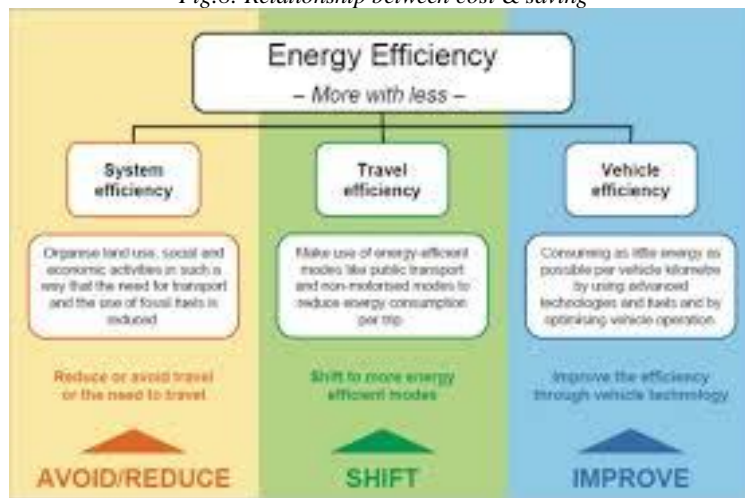 Fig.8. Relationship between cost & saving
Energy Efficiency
– More with less –
System
efficiency
Organise land use, social and
economic activities in such a
way that the need for transport
and the use of fossil fuels is
reduced
Reduce or avoid travel
or the need to travel
AVOID/REDUCE
Travel
efficiency
Make use of energy-efficient
modes like public transport
and non-motorised modes to
reduce energy consumption
per trip
Shift to more energy
efficient modes
SHIFT
Vehicle
efficiency
Consuming as little energy as
possible per vehicle kilometre
by using advanced
technologies and fuels and by
optimising vehicle operation
Improve the efficiency
through vehicle technology
IMPROVE